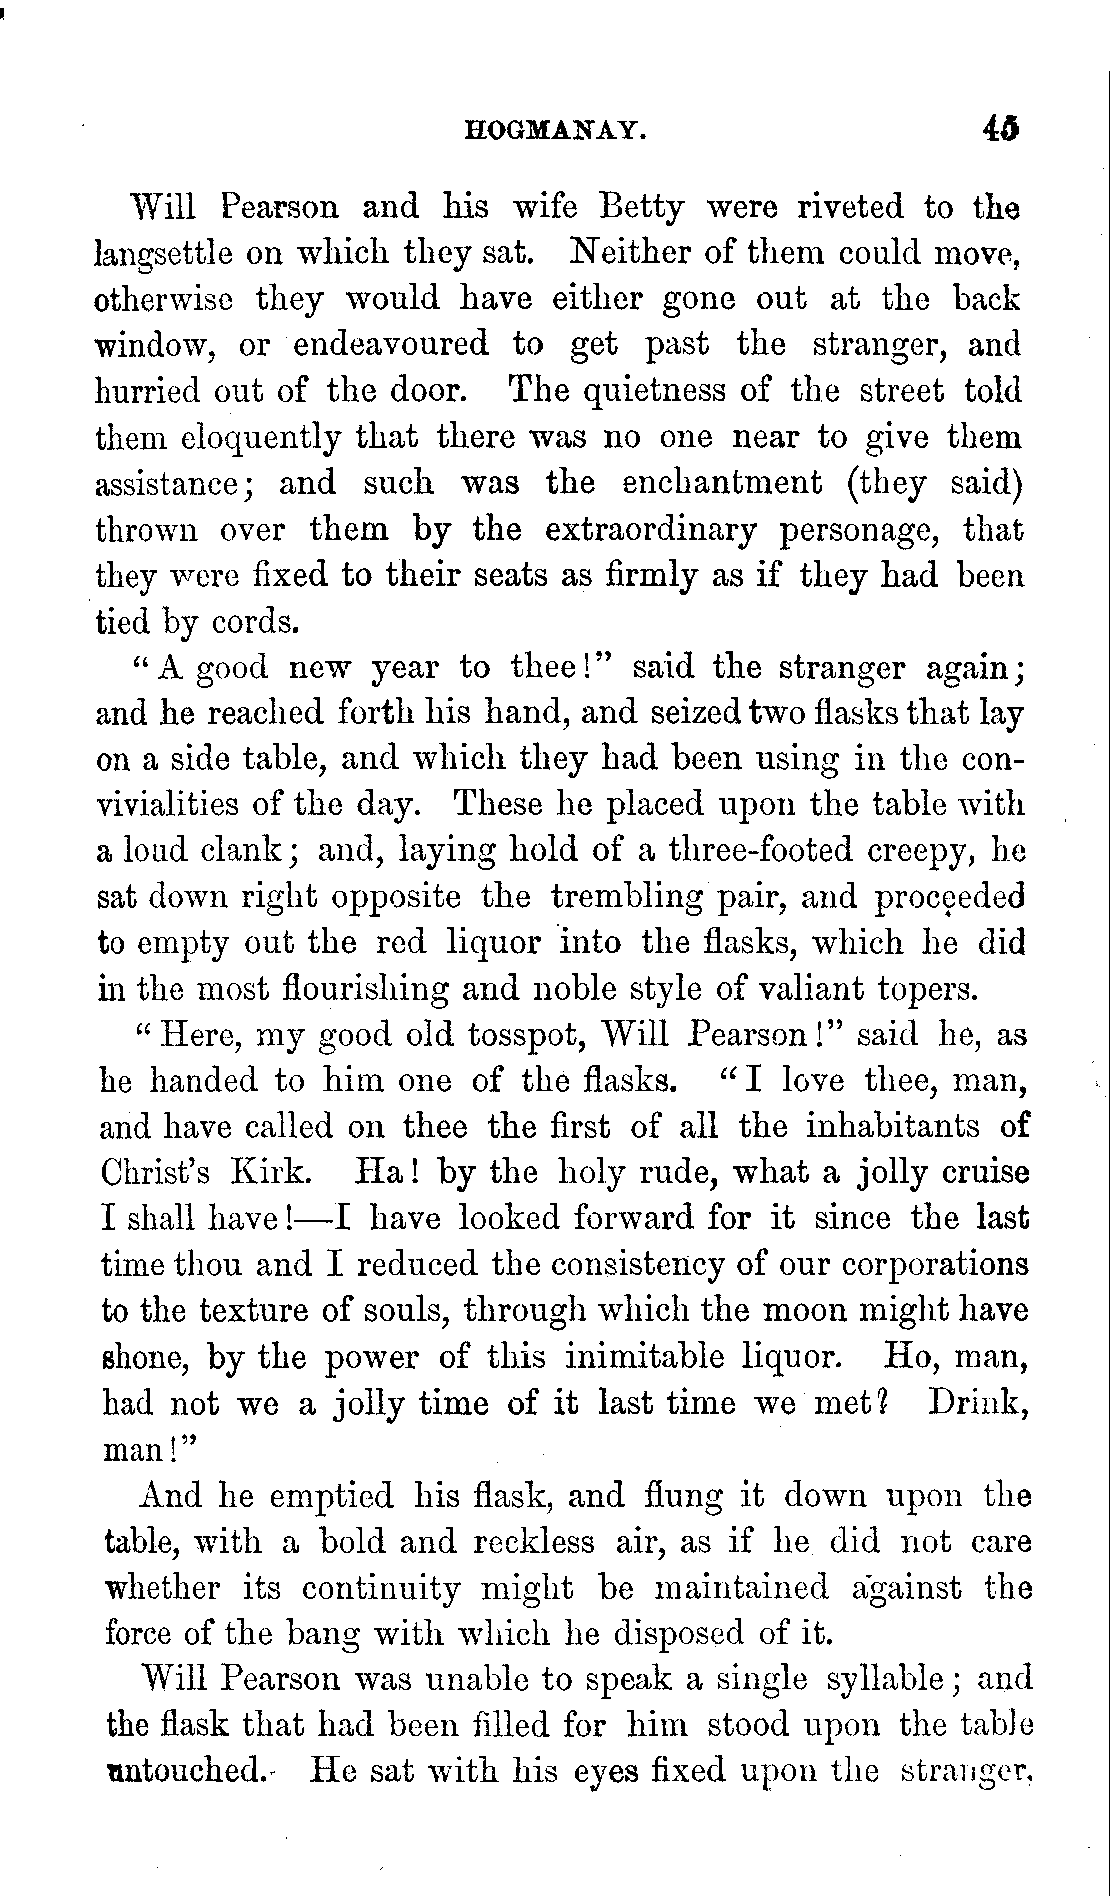 HOGMANAY. 45
Will Pearson and his wife Betty were riveted to the
langsettle on which they sat. Neither of them could move,
otherwise they would have either gone out at the back
window, or endeavoured to get past the stranger, and
hurried out of the door. The quietness of the street told
them eloquently that there was no one near to give them
assistance; and such was the enchantment (they said)
thrown over them by the extraordinary personage, that
they were fixed to their seats as firmly as if they had been
tied by cords.
“A good new year to thee!” said the stranger again;
and he reached forth his hand, and seized two flasks that lay
on a side table, and which they had been using in the con-
vivialities of the day. These he placed upon the table with
a loud clank; and, laying hold of a three-footed creepy, he
sat down right opposite the trembling pair, and proceeded
to empty out the red liquor into the flasks, which he did
in the most flourishing and noble style of valiant topers.
“Here, my good old tosspot, Will Pearson!” said he, as
he handed to him one of the flasks. “I love thee, man,
and have called on thee the first of all the inhabitants of
Christ's Kirk. Ha! by the holy rude, what a jolly cruise
I shall have!—I have looked forward for it since the last
time thou and I reduced the consistency of our corporations
to the texture of souls, through which the moon might have
shone, by the power of this inimitable liquor. Ho, man,
had not we a jolly time of it last time we met? Drink,
man!”
And he emptied his flask, and flung it down upon the
table, with a bold and reckless air, as if he did not care
whether its continuity might be maintained against the
force of the bang with which he disposed of it.
Will Pearson was unable to speak a single syllable; and
the flask that had been filled for him stood upon the table
untouched. He sat with his eyes fixed upon the stranger,